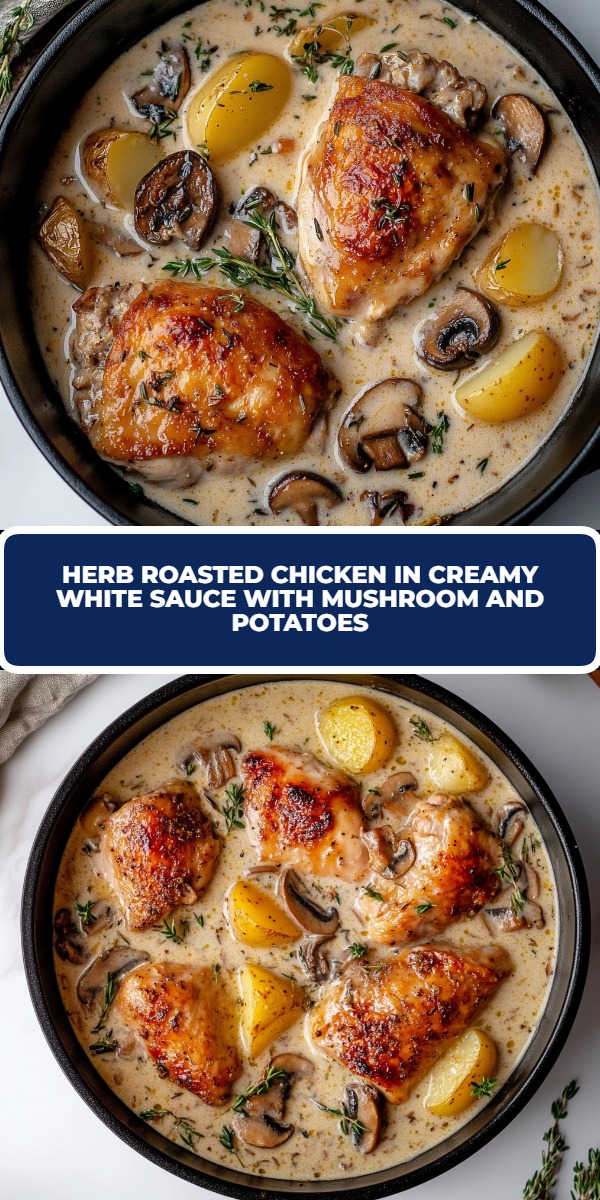 HERB ROASTED CHICKEN IN CREAMY
WHITE SAUCE WITH MUSHROOM AND
POTATOES